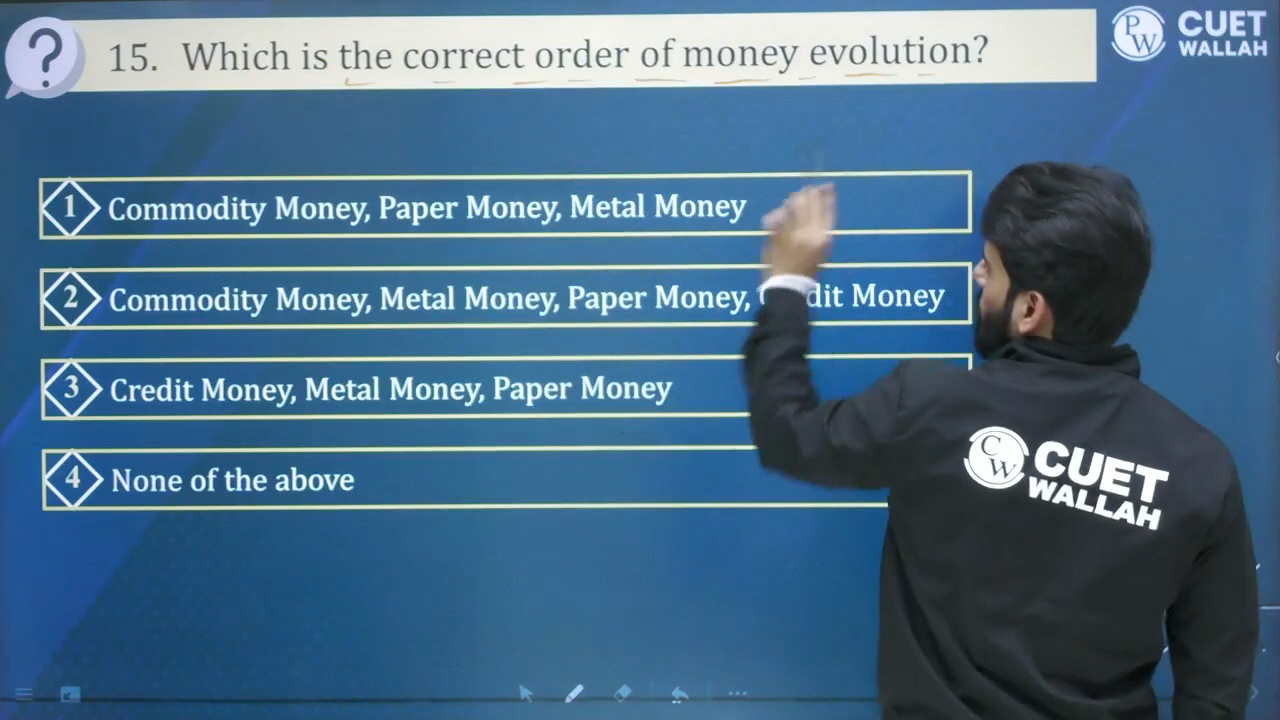 ?
15. Which is the correct order of money evolution?
PW CUET
WALLAH
1 Commodity Money, Paper Money, Metal Money
2 Commodity Money, Metal Money, Paper Money, dit Money
3 Credit Money, Metal Money, Paper Money
4 None of the above
CW CUET
WALLAH